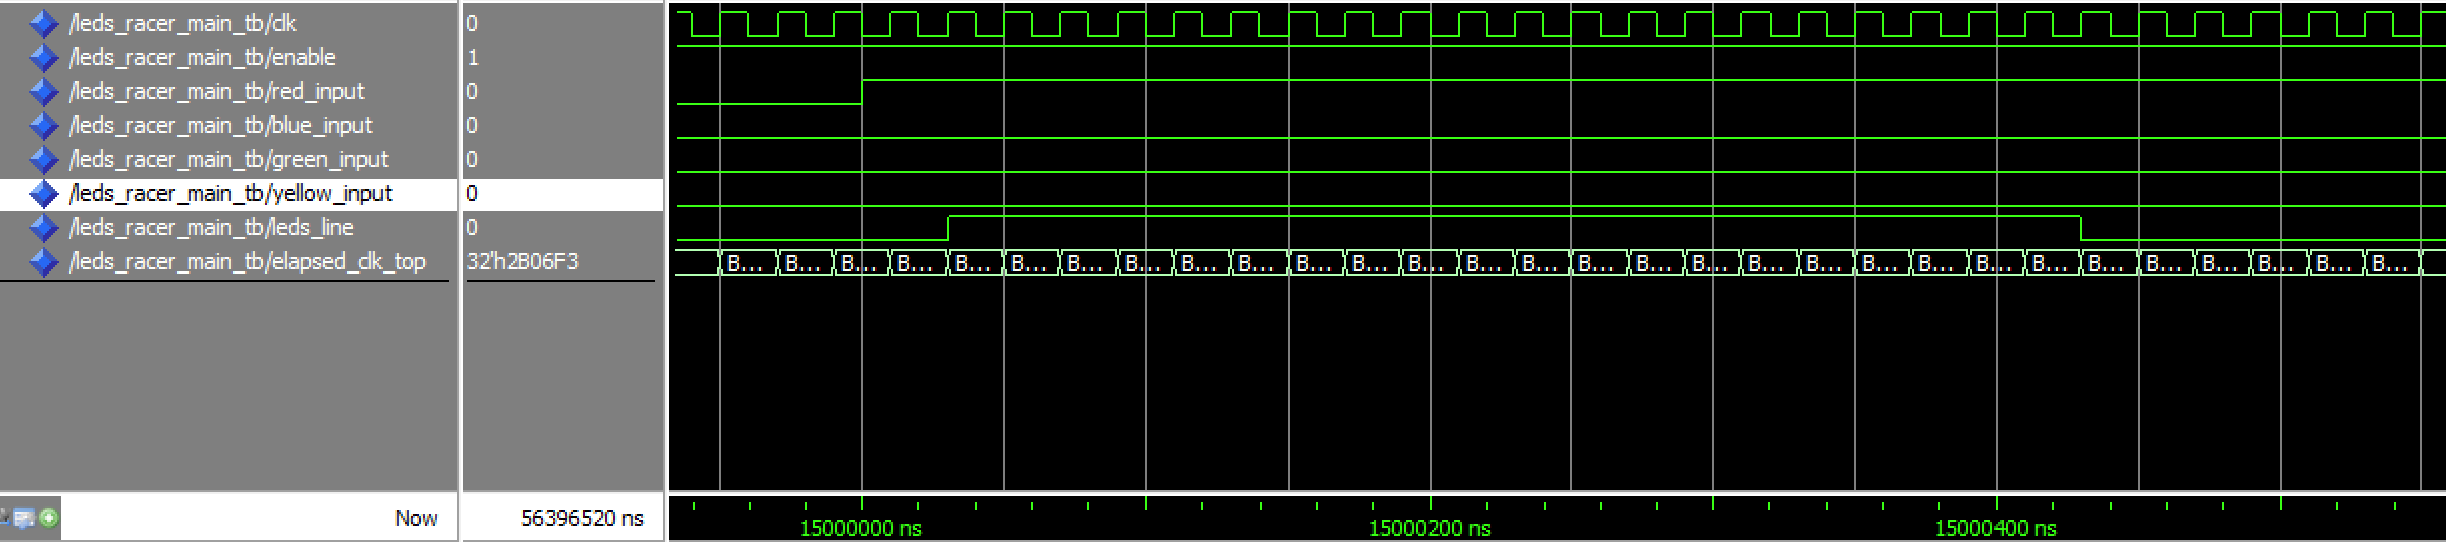 /leds_racer_main_tb/clk 0
/leds_racer_main_tb/enable 1
/leds_racer_main_tb/red_input 0
/leds_racer_main_tb/blue_input 0
/leds_racer_main_tb/green_input 0
/leds_racer_main_tb/yellow_input 0
/leds_racer_main_tb/leds_line 0
/leds_racer_main_tb/elapsed_clk_top 32'h2B06F3 B... B... B... B... B... B... B... B... B... B... B... B... B... B... B... B... B... B... B... B... B... B... B... B... B... B... B... B... B... B...
Now 56396520 ns
15000000 ns 15000200 ns 15000400 ns